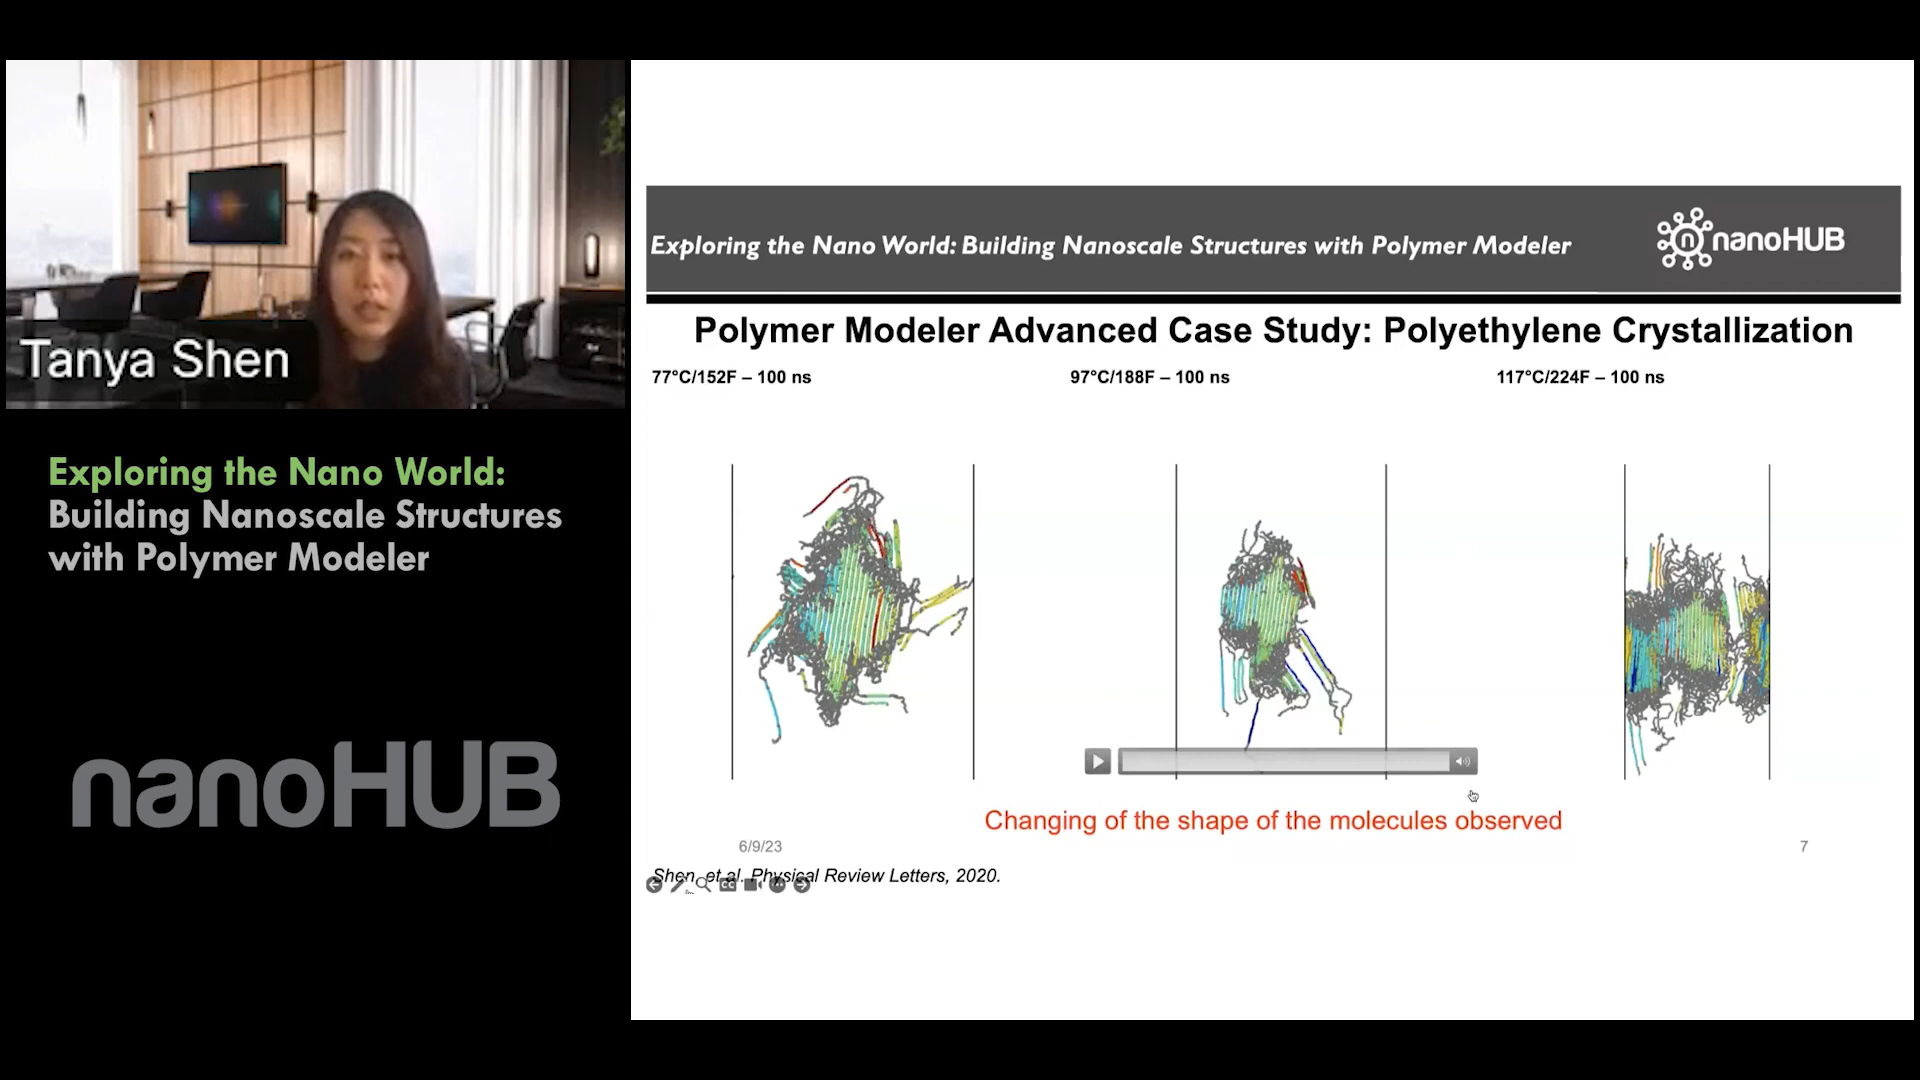 Tanya Shen
Exploring the Nano World:
Building Nanoscale Structures
with Polymer Modeler
nanoHUB
Exploring the Nano World: Building Nanoscale Structures with Polymer Modeler
nanoHUB
Polymer Modeler Advanced Case Study: Polyethylene Crystallization
77°C/152F – 100 ns
97°C/188F – 100 ns
117°C/224F – 100 ns
Changing of the shape of the molecules observed
6/9/23
7
Shen, et al. Physical Review Letters, 2020.
CC